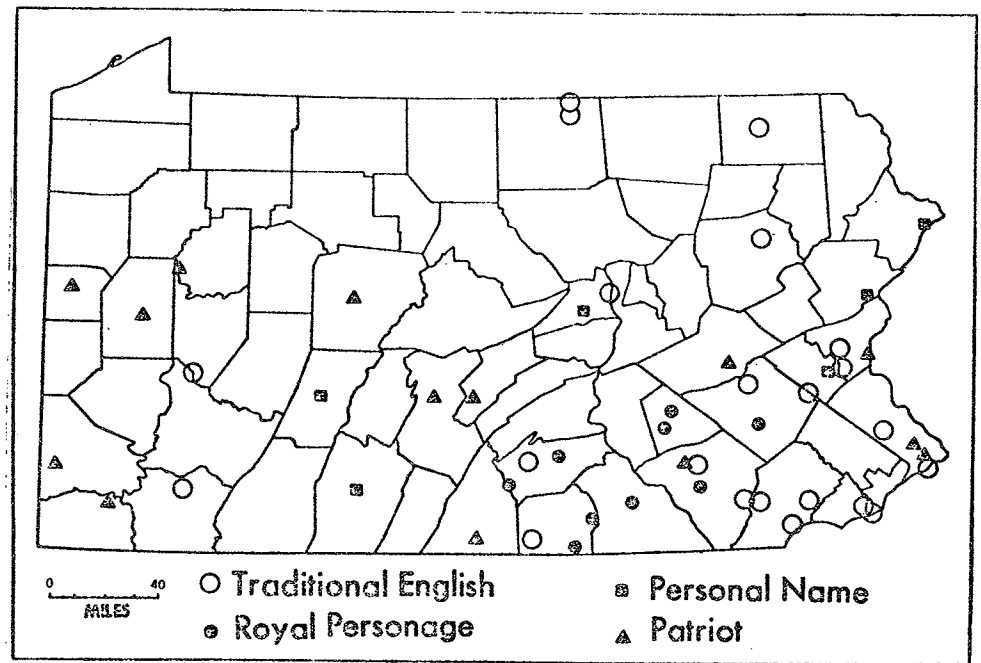 0 40
MILES
Traditional English
Royal Personage
Personal Name
Patriot